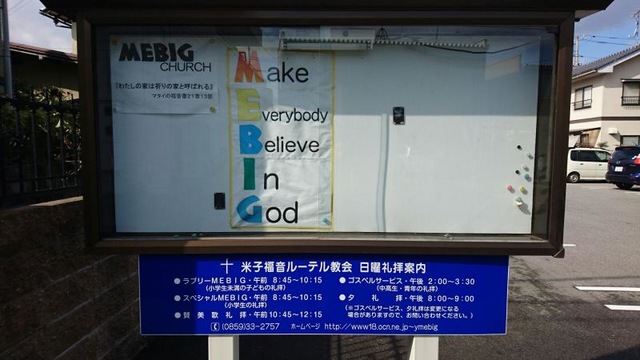 MEBIG
CHURCH
『わたしの家は祈りの家と呼ばれる』
マタイの福音書21章13節
Make
Everybody
Believe
In
God
十 米子福音ルーテル教会 日曜礼拝案内
●ラブリーMEBIG・午前 8:45～10:15
(小学生未満の子どもの礼拝)
●スペシャルMEBIG・午前 8:45～10:15
(小学生の礼拝)
●賛美歌礼拝・午前 10:45～12:15
●ゴスペルサービス・午後 2:00～3:30
(中高生・青年の礼拝)
●夕礼拝・午後 8:00～9:00
(※ゴスペルサービス、夕礼拝は変更になる
場合がありますので、お問い合わせください。)
(0859)33-2757 ホームページ http://www18.ocn.ne.jp/~ymebig